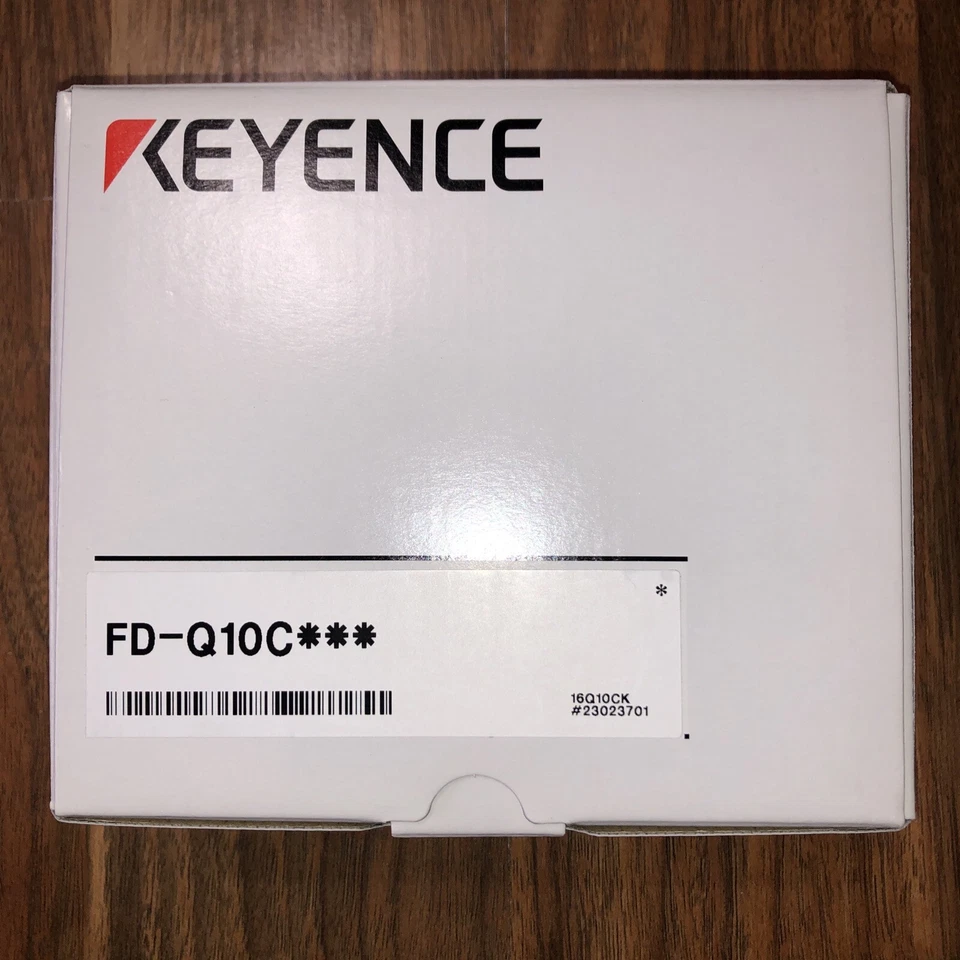 KEYENCE
*
FD-Q10C***
16Q10CK
#23023701